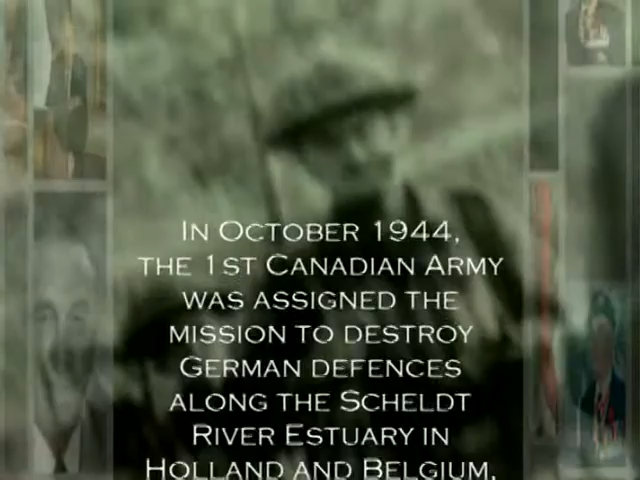 In October 1944,
the 1st Canadian Army
was assigned the
mission to destroy
German defences
along the Scheldt
River Estuary in
Holland and Belgium,